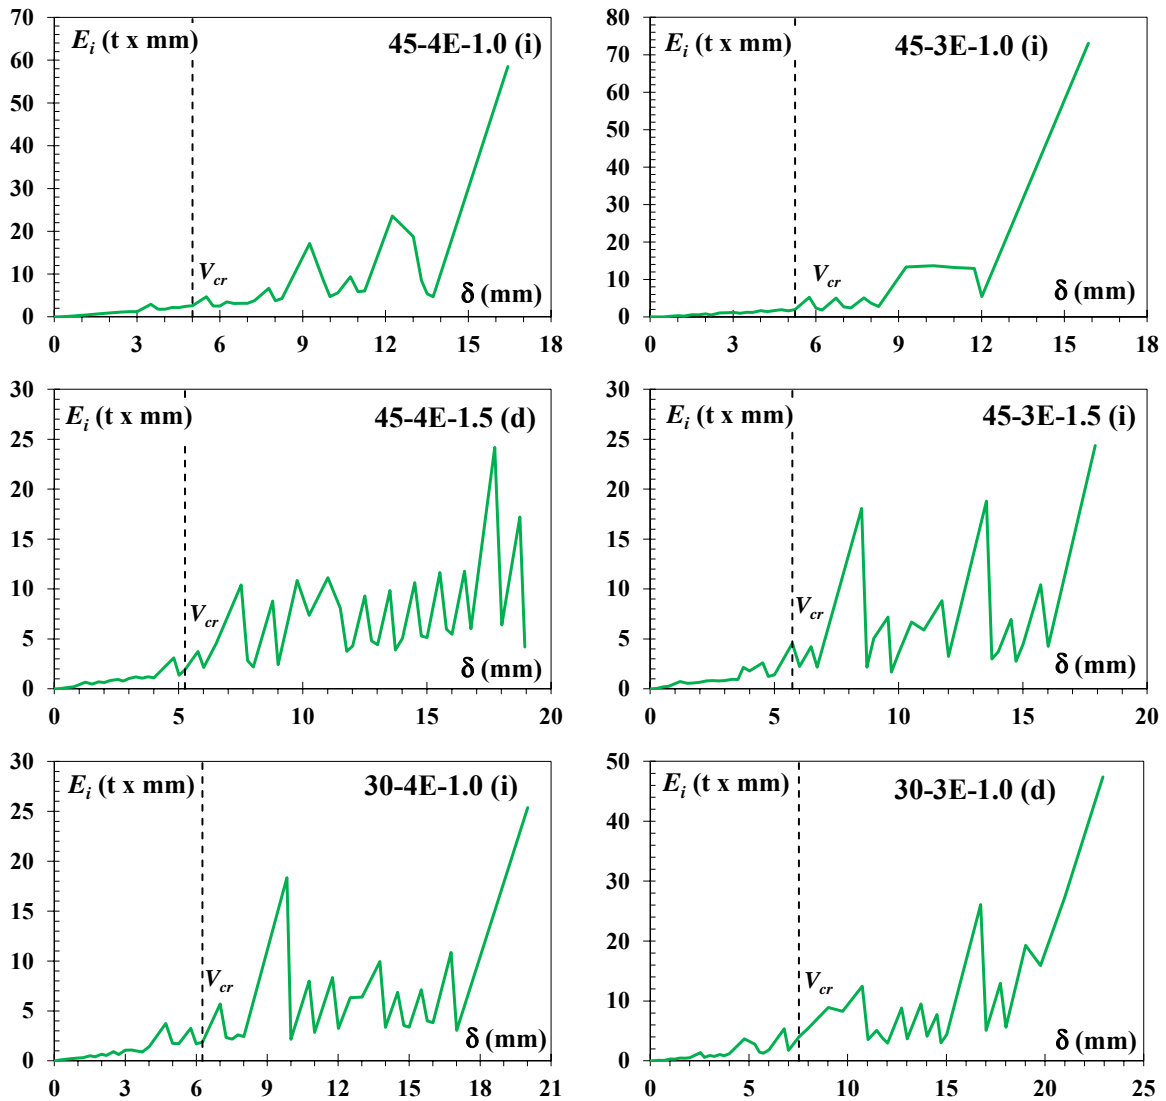 70
60
50
40
30
20
10
0
E_i (t x mm)
45-4E-1.0 (i)
V_cr
δ (mm)
0 3 6 9 12 15 18
80
70
60
50
40
30
20
10
0
E_i (t x mm)
45-3E-1.0 (i)
V_cr
δ (mm)
0 3 6 9 12 15 18
30
25
20
15
10
5
0
E_i (t x mm)
45-4E-1.5 (d)
V_cr
δ (mm)
0 5 10 15 20
30
25
20
15
10
5
0
E_i (t x mm)
45-3E-1.5 (i)
V_cr
δ (mm)
0 5 10 15 20
30
25
20
15
10
5
0
E_i (t x mm)
30-4E-1.0 (i)
V_cr
δ (mm)
0 3 6 9 12 15 18 21
50
40
30
20
10
0
E_i (t x mm)
30-3E-1.0 (d)
V_cr
δ (mm)
0 5 10 15 20 25